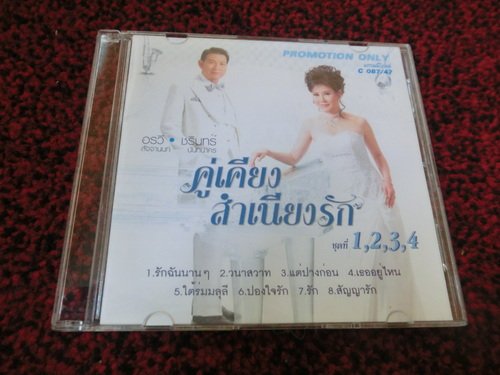 PROMOTION ONLY
C 087/47
อรวี • ชรินทร์
สัจจานนท์ นันทนาคร
คู่เคียง
สำเนียงรัก
ชุดที่ 1,2,3,4
1.รักฉันนานๆ 2.วนาสวาท 3.แต่ปางก่อน 4.เธออยู่ไหน
5.ใต้ร่มมลุลี 6.ปองใจรัก 7.รัก 8.สัญญารัก